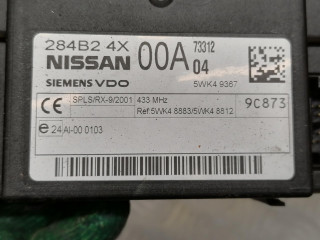 284B2 4X 00A 73312
NISSAN 04
SIEMENS VDO 5WK4 9367
CE SPLS/RX-9/2001 433 MHz 9C873
Ref:5WK4 8883/5WK4 8812
e 24 AI-00 0103